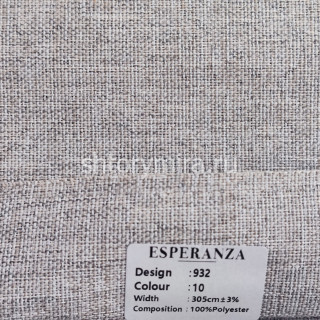 shtorymira.ru
ESPERANZA
Design : 932
Colour : 10
Width : 305cm±3%
Composition : 100%Polyester